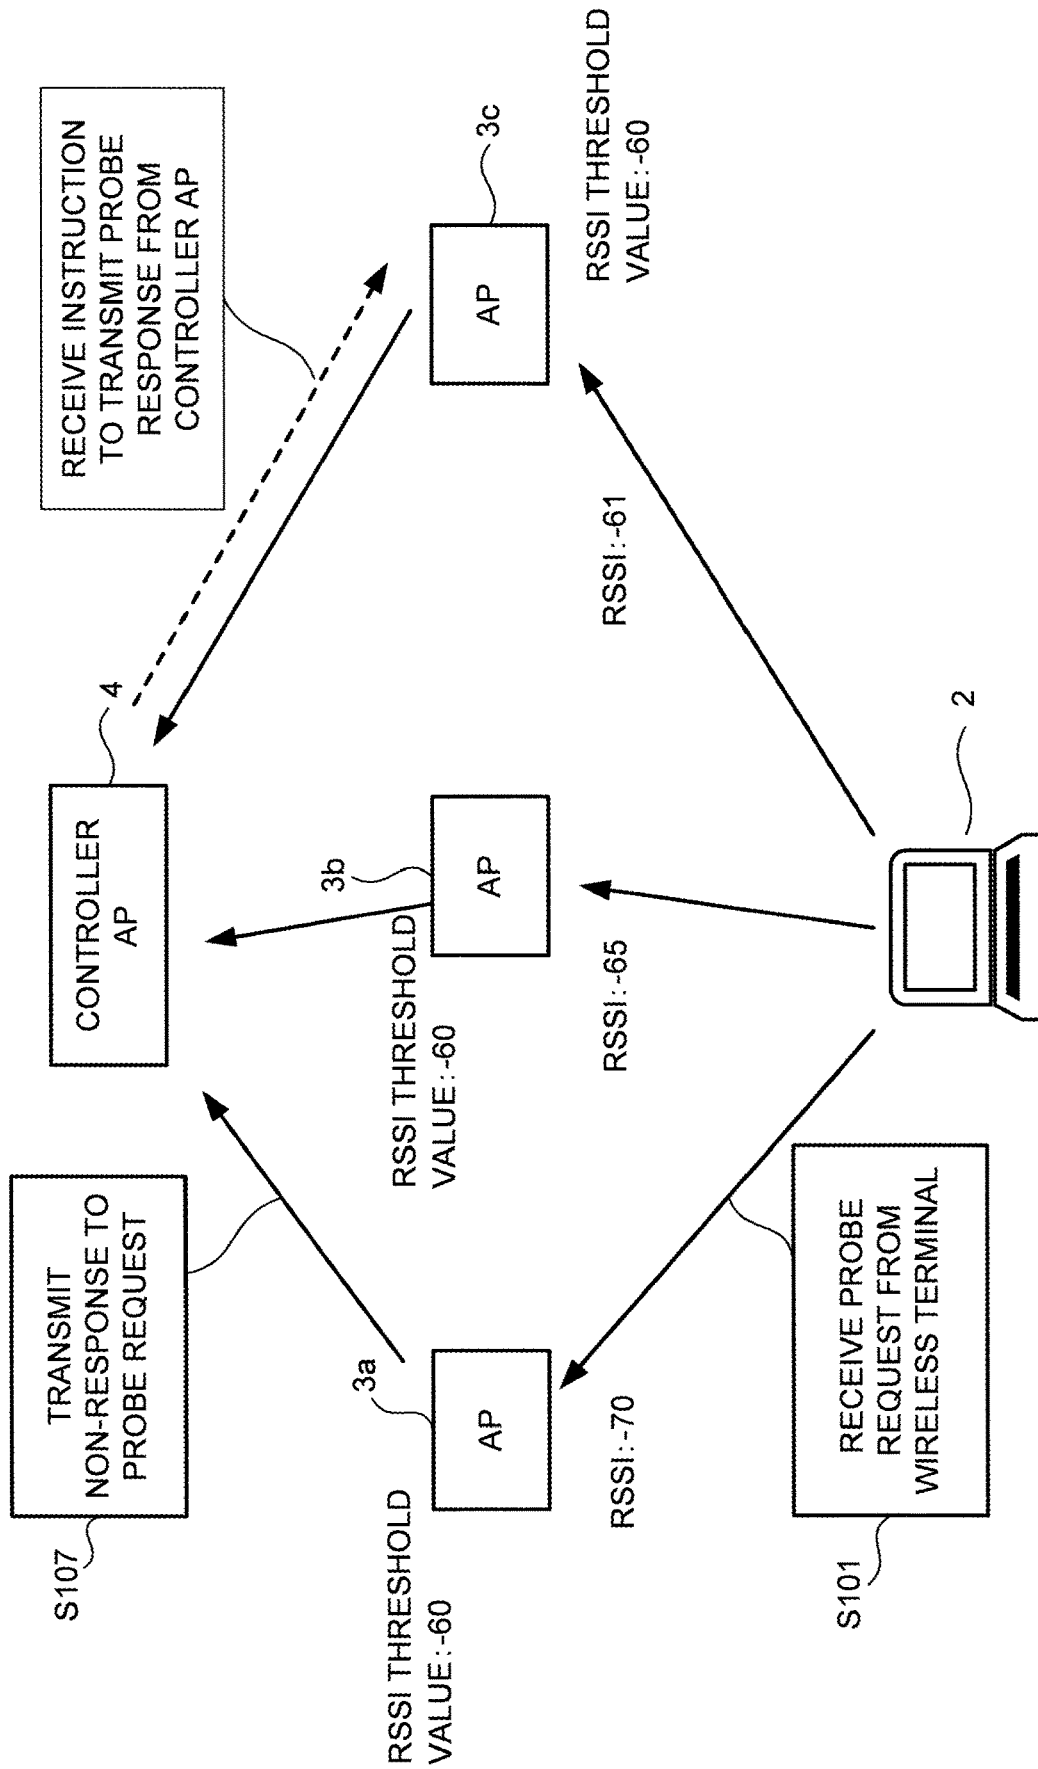 S107
TRANSMIT
NON-RESPONSE TO
PROBE REQUEST
CONTROLLER
AP
4
RECEIVE INSTRUCTION
TO TRANSMIT PROBE
RESPONSE FROM
CONTROLLER AP
RSSI THRESHOLD
VALUE:-60
3a
AP
RSSI THRESHOLD
VALUE:-60
3b
AP
3c
AP
RSSI THRESHOLD
VALUE:-60
RSSI:-70
RSSI:-65
RSSI:-61
S101
RECEIVE PROBE
REQUEST FROM
WIRELESS TERMINAL
2